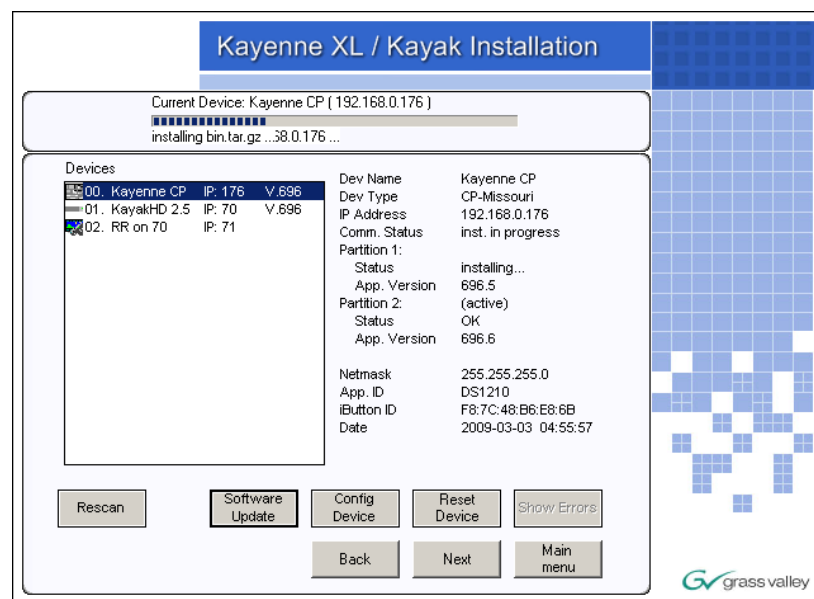 Kayenne XL / Kayak Installation
Current Device: Kayenne CP ( 192.168.0.176 )
installing bin.tar.gz ...68.0.176 ...
Devices
00. Kayenne CP IP: 176 V.696
01. KayakHD 2.5 IP: 70 V.696
02. RR on 70 IP: 71
Dev Name Kayenne CP
Dev Type CP-Missouri
IP Address 192.168.0.176
Comm. Status inst. in progress
Partition 1:
Status installing...
App. Version 696.5
Partition 2: (active)
Status OK
App. Version 696.6
Netmask 255.255.255.0
App. ID DS1210
iButton ID F8:7C:48:B6:E8:6B
Date 2009-03-03 04:55:57
Rescan
Software
Update
Config
Device
Reset
Device
Show Errors
Back
Next
Main
menu
grass valley